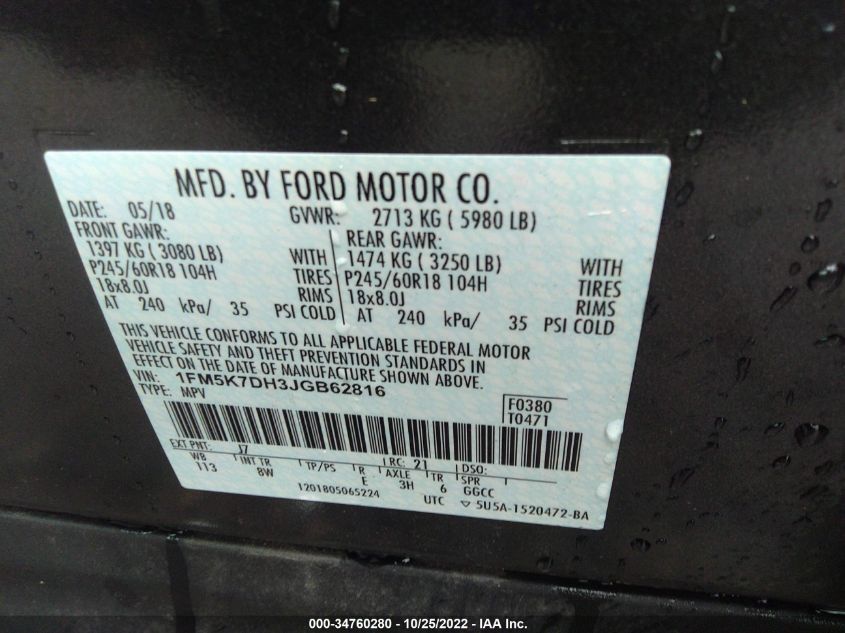 MFD. BY FORD MOTOR CO.
DATE: 05/18 GVWR: 2713 KG ( 5980 LB)
FRONT GAWR: REAR GAWR:
1397 KG ( 3080 LB) WITH 1474 KG ( 3250 LB) WITH
P245/60R18 104H TIRES P245/60R18 104H TIRES
18x8.0J RIMS 18x8.0J RIMS
AT 240 kPa/ 35 PSI COLD AT 240 kPa/ 35 PSI COLD
THIS VEHICLE CONFORMS TO ALL APPLICABLE FEDERAL MOTOR
VEHICLE SAFETY AND THEFT PREVENTION STANDARDS IN
EFFECT ON THE DATE OF MANUFACTURE SHOWN ABOVE.
VIN: 1FM5K7DH3JGB62816
TYPE: MPV
F0380
T0471
EXT PNT: J7 RC: 21 DSO:
WB INT TR TP/PS R AXLE TR SPR
113 8W E 3H 6 GGCC
1201805065224 UTC ▽ 5U5A-1520472-BA
000-34760280 - 10/25/2022 - IAA Inc.